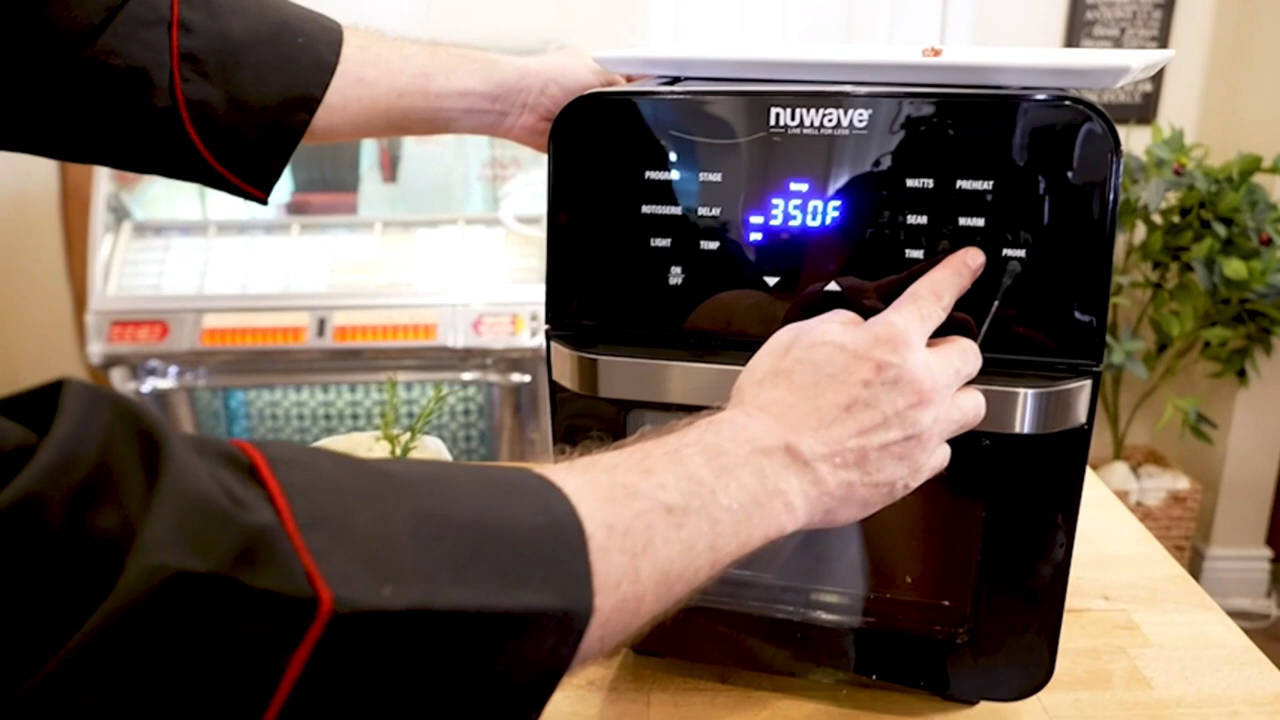 nuwave®
LIVE WELL FOR LESS
PROGRAM STAGE
ROTISSERIE DELAY
LIGHT TEMP
ON
OFF
temp
350F
WATTS PREHEAT
SEAR WARM
TIME PROBE